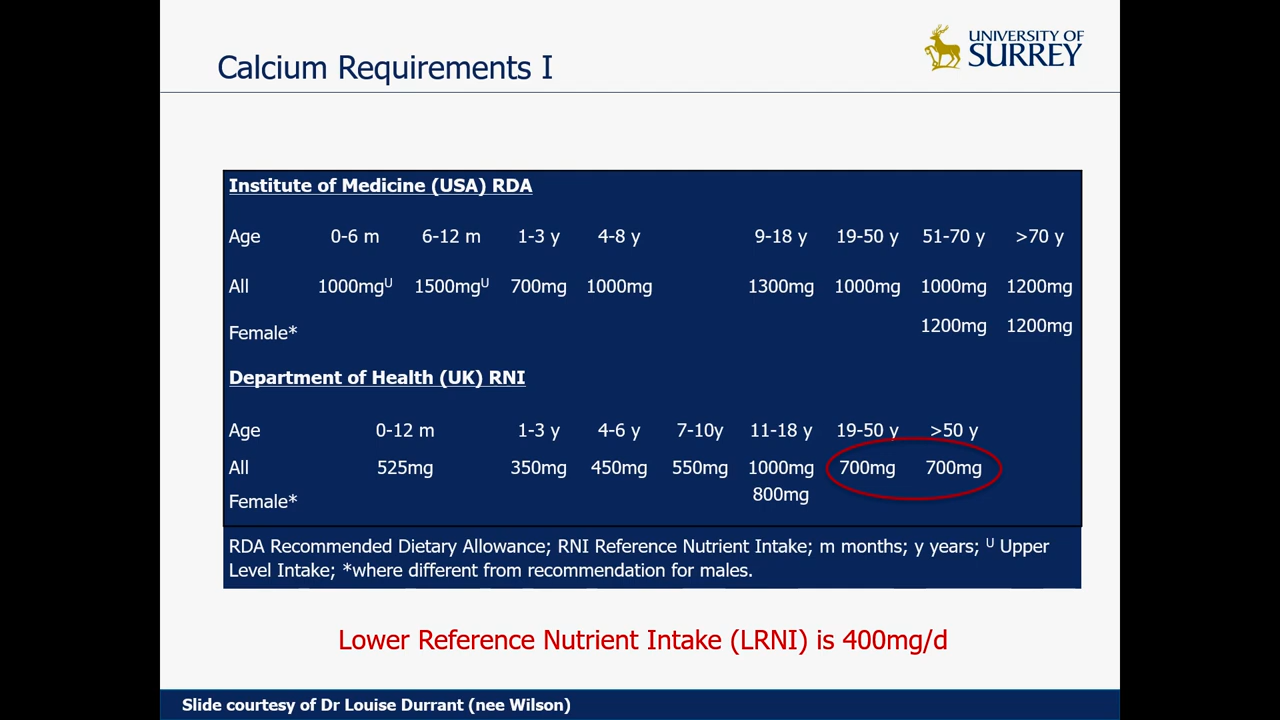 Calcium Requirements I
UNIVERSITY OF
SURREY
Institute of Medicine (USA) RDA
Age 0-6 m 6-12 m 1-3 y 4-8 y 9-18 y 19-50 y 51-70 y >70 y
All 1000mgᵁ 1500mgᵁ 700mg 1000mg 1300mg 1000mg 1000mg 1200mg
Female* 1200mg 1200mg
Department of Health (UK) RNI
Age 0-12 m 1-3 y 4-6 y 7-10y 11-18 y 19-50 y >50 y
All 525mg 350mg 450mg 550mg 1000mg 700mg 700mg
Female* 800mg
RDA Recommended Dietary Allowance; RNI Reference Nutrient Intake; m months; y years; ᵁ Upper
Level Intake; *where different from recommendation for males.
Lower Reference Nutrient Intake (LRNI) is 400mg/d
Slide courtesy of Dr Louise Durrant (nee Wilson)